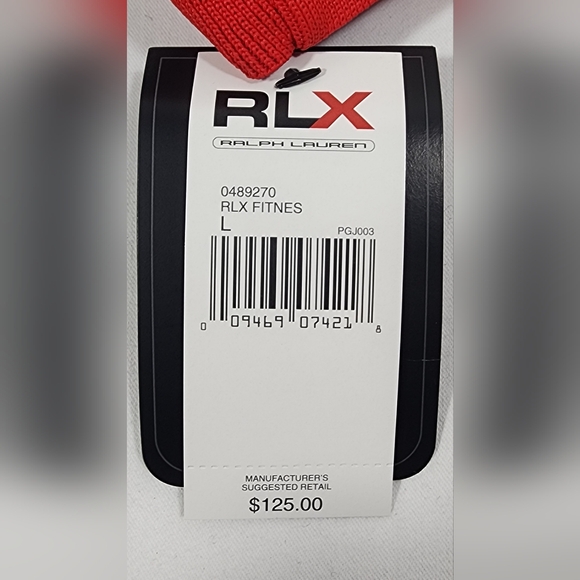 RLX
RALPH LAUREN
0489270
RLX FITNES
L
PGJ003
0 09469 07421 8
MANUFACTURER'S
SUGGESTED RETAIL
$125.00